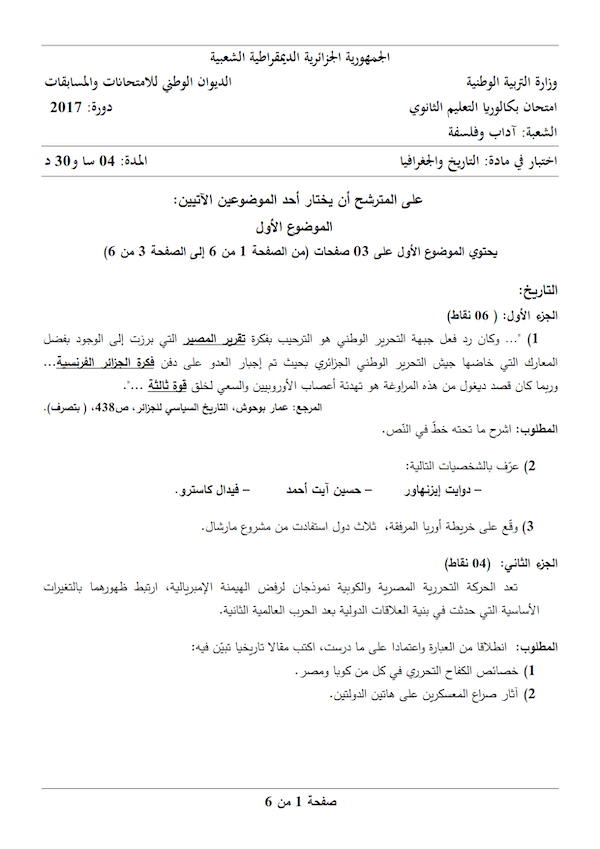 الجمهورية الجزائرية الديمقراطية الشعبية
وزارة التربية الوطنية الديوان الوطني للامتحانات والمسابقات
امتحان بكالوريا التعليم الثانوي دورة: 2017
الشعبة: آداب وفلسفة
اختبار في مادة: التاريخ والجغرافيا المدة: 04 سا و30 د
على المترشح أن يختار أحد الموضوعين الآتيين:
الموضوع الأول
يحتوي الموضوع الأول على 03 صفحات (من الصفحة 1 من 6 إلى الصفحة 3 من 6)
التاريخ:
الجزء الأول: ( 06 نقاط)
1) "... وكان رد فعل جبهة التحرير الوطني هو الترحيب بفكرة تقرير المصير التي برزت إلى الوجود بفضل
المعارك التي خاضها جيش التحرير الوطني الجزائري بحيث تم إجبار العدو على دفن فكرة الجزائر الفرنسية...
وربما كان قصد ديغول من هذه المراوغة هو تهدئة أعصاب الأوروبيين والسعي لخلق قوة ثالثة ...".
المرجع: عمار بوحوش، التاريخ السياسي للجزائر، ص438، ( بتصرف).
المطلوب: اشرح ما تحته خطّ في النّص.
2) عرّف بالشخصيات التالية:
– دوايت إيزنهاور – حسين آيت أحمد – فيدال كاسترو.
3) وقّع على خريطة أوربا المرفقة، ثلاث دول استفادت من مشروع مارشال.
الجزء الثاني: (04 نقاط)
تعد الحركة التحررية المصرية والكوبية نموذجان لرفض الهيمنة الإمبريالية، ارتبط ظهورهما بالتغيرات
الأساسية التي حدثت في بنية العلاقات الدولية بعد الحرب العالمية الثانية.
المطلوب: انطلاقا من العبارة واعتمادا على ما درست، اكتب مقالا تاريخيا تبيّن فيه:
1) خصائص الكفاح التحرري في كل من كوبا ومصر.
2) آثار صراع المعسكرين على هاتين الدولتين.
صفحة 1 من 6